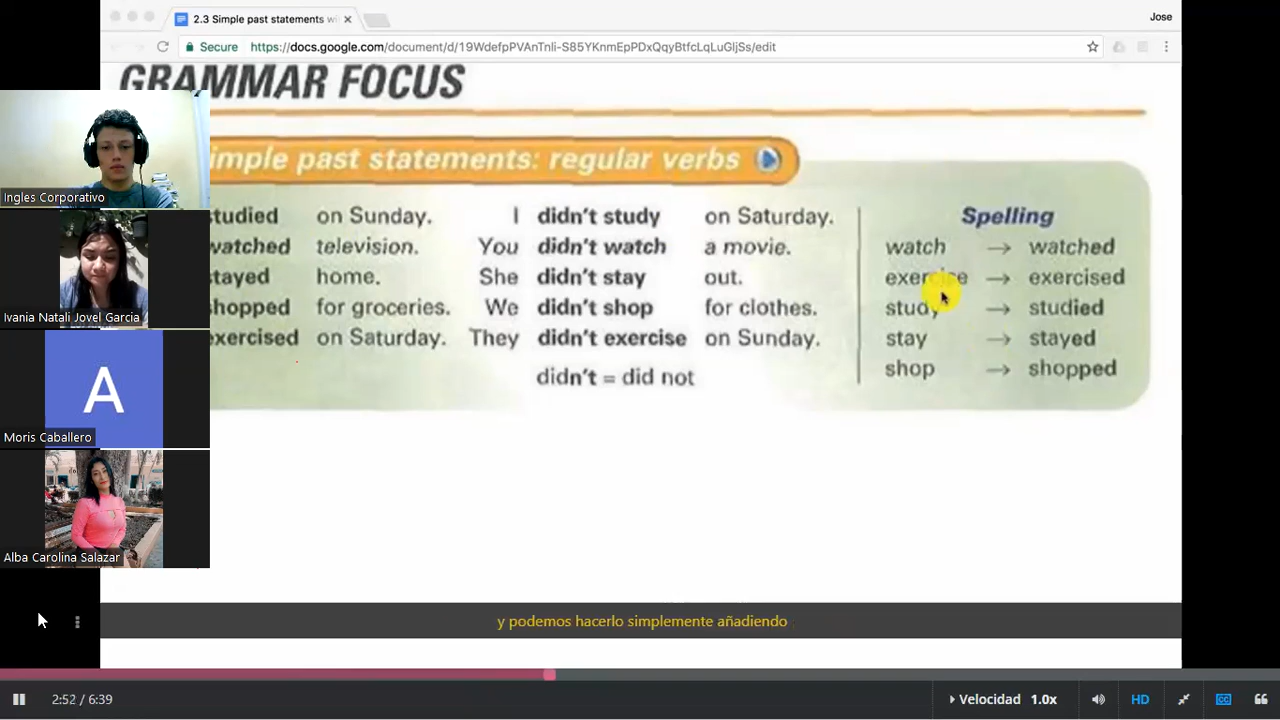 2.3 Simple past statements wi
Jose
Secure https://docs.google.com/document/d/19WdefpPVAnTnli-S85YKnmEpPDxQqyBtfcLqLuGljSs/edit
GRAMMAR FOCUS
imple past statements: regular verbs
tudied on Sunday. I didn't study on Saturday.
watched television. You didn't watch a movie.
tayed home. She didn't stay out.
hopped for groceries. We didn't shop for clothes.
exercised on Saturday. They didn't exercise on Sunday.
didn't = did not
Spelling
watch → watched
exercise → exercised
study → studied
stay → stayed
shop → shopped
Ingles Corporativo
Ivania Natali Jovel Garcia
A
Moris Caballero
Alba Carolina Salazar
y podemos hacerlo simplemente añadiendo
2:52 / 6:39
Velocidad 1.0x
HD
CC